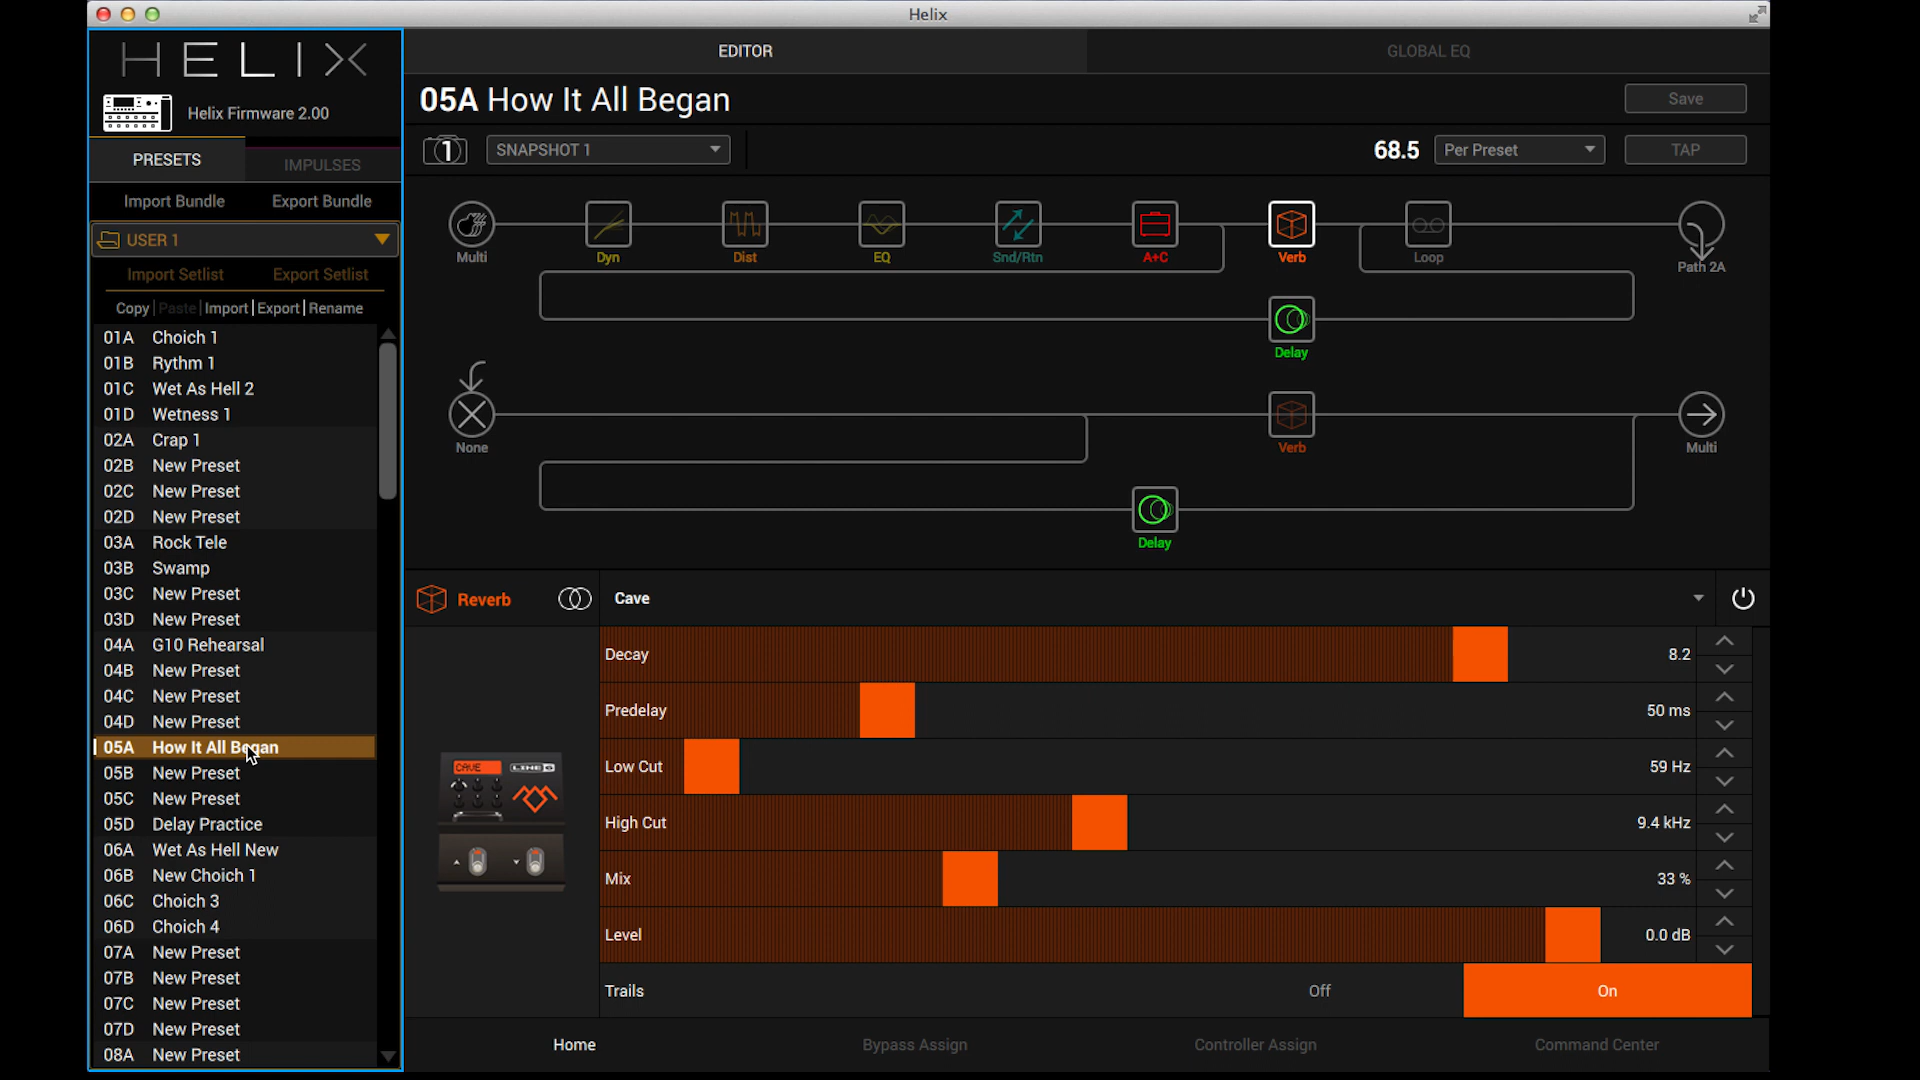 Helix
HELIX
Helix Firmware 2.00
PRESETS
IMPULSES
Import Bundle
Export Bundle
USER 1
Import Setlist
Export Setlist
Copy | Paste | Import | Export | Rename
01A Choich 1
01B Rythm 1
01C Wet As Hell 2
01D Wetness 1
02A Crap 1
02B New Preset
02C New Preset
02D New Preset
03A Rock Tele
03B Swamp
03C New Preset
03D New Preset
04A G10 Rehearsal
04B New Preset
04C New Preset
04D New Preset
05A How It All Began
05B New Preset
05C New Preset
05D Delay Practice
06A Wet As Hell New
06B New Choich 1
06C Choich 3
06D Choich 4
07A New Preset
07B New Preset
07C New Preset
07D New Preset
08A New Preset
EDITOR
GLOBAL EQ
05A How It All Began
Save
1
SNAPSHOT 1
68.5
Per Preset
TAP
Multi
Dyn
Dist
EQ
Snd/Rtn
A+C
Verb
Loop
Path 2A
Delay
None
Verb
Multi
Delay
Reverb
Cave
CAVE
LINE 6
Decay 8.2
Predelay 50 ms
Low Cut 59 Hz
High Cut 9.4 kHz
Mix 33 %
Level 0.0 dB
Trails Off On
Home
Bypass Assign
Controller Assign
Command Center